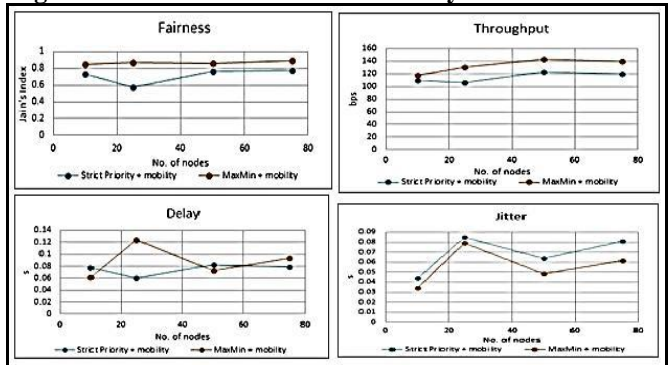 Fairness
1
0.8
0.6
0.4
0.2
0
Jain's Index
0 20 40 60 80
No. of nodes
Strict Priority + mobility MaxMin + mobility
Throughput
160
140
120
100
80
60
40
20
0
bps
0 20 40 60 80
No. of nodes
Strict Priority + mobility MaxMin + mobility
Delay
0.14
0.12
0.1
0.08
0.06
0.04
0.02
0
s
0 20 40 60 80
No. of nodes
Strict Priority + mobility MaxMin + mobility
Jitter
0.09
0.08
0.07
0.06
0.05
0.04
0.03
0.02
0.01
0
s
0 20 40 60 80
No. of nodes
Strict Priority + mobility MaxMin + mobility